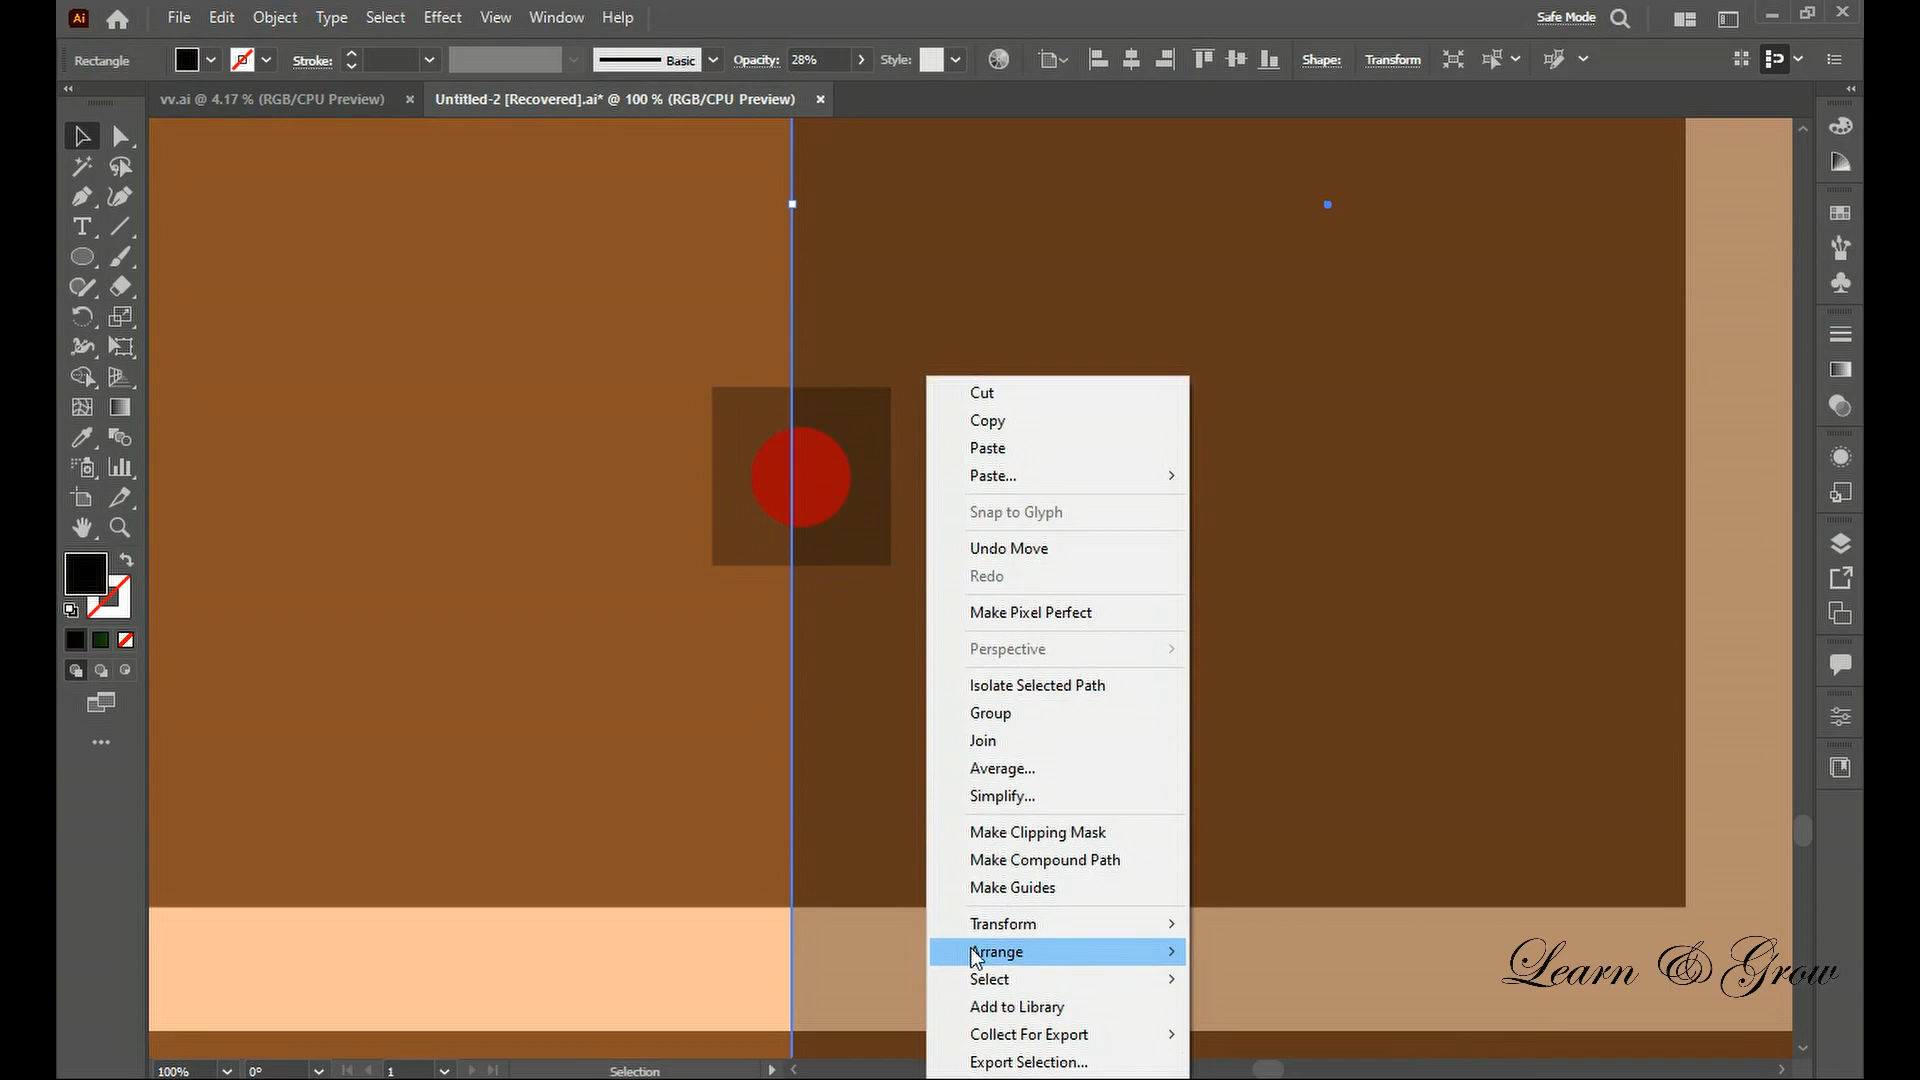 Ai File Edit Object Type Select Effect View Window Help Safe Mode
Rectangle Stroke: Basic Opacity: 28% Style: Shape: Transform
vv.ai @ 4.17 % (RGB/CPU Preview) × Untitled-2 [Recovered].ai* @ 100 % (RGB/CPU Preview) ×
Cut
Copy
Paste
Paste...
Snap to Glyph
Undo Move
Redo
Make Pixel Perfect
Perspective
Isolate Selected Path
Group
Join
Average...
Simplify...
Make Clipping Mask
Make Compound Path
Make Guides
Transform
Arrange
Select
Add to Library
Collect For Export
Export Selection...
Learn & Grow
100% 0° 1 Selection